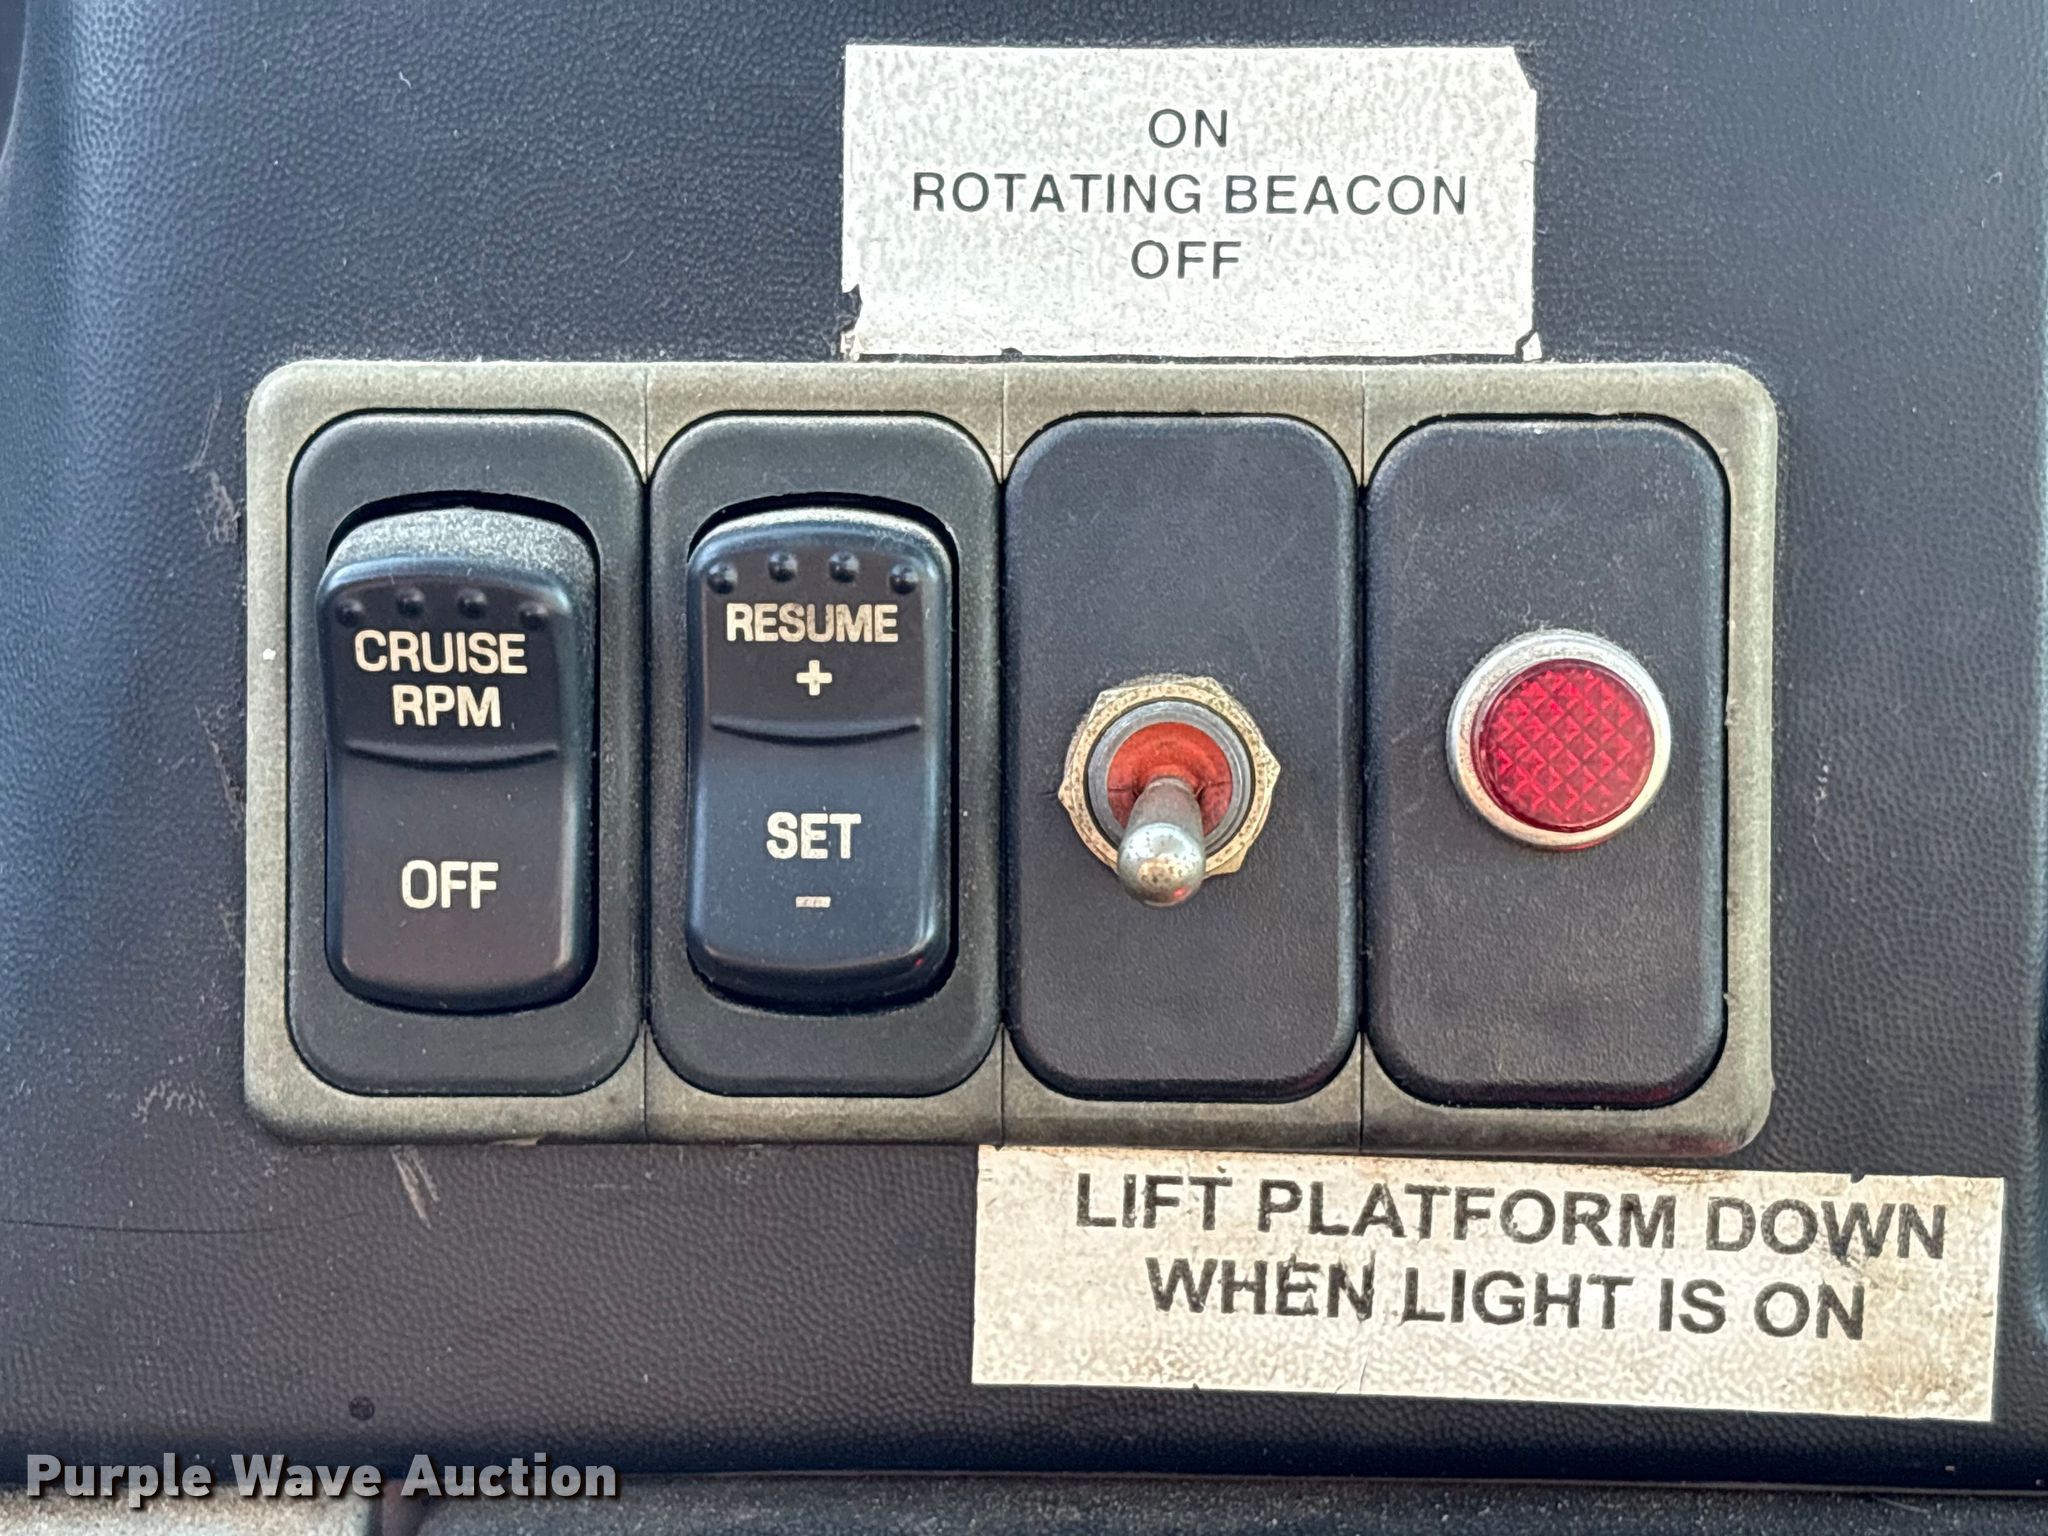 ON
ROTATING BEACON
OFF
CRUISE
RPM
OFF
RESUME
+
SET
-
LIFT PLATFORM DOWN
WHEN LIGHT IS ON
Purple Wave Auction